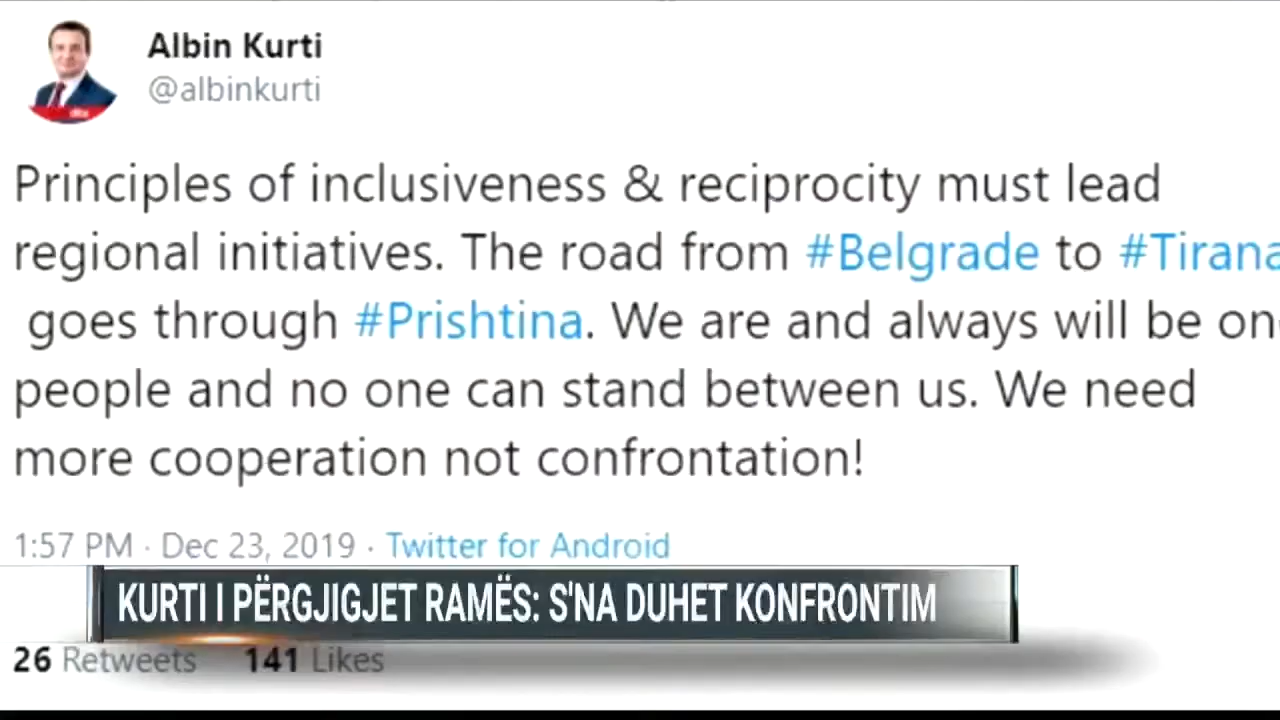 Albin Kurti
@albinkurti
Principles of inclusiveness & reciprocity must lead
regional initiatives. The road from #Belgrade to #Tirana
goes through #Prishtina. We are and always will be on
people and no one can stand between us. We need
more cooperation not confrontation!
1:57 PM · Dec 23, 2019 · Twitter for Android
KURTI I PËRGJIGJET RAMËS: S'NA DUHET KONFRONTIM
26 Retweets 141 Likes